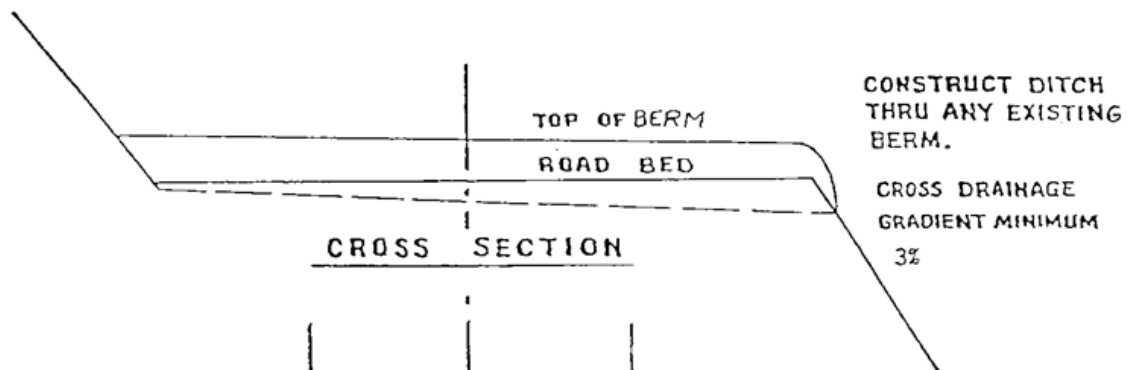 TOP OF BERM
ROAD BED
CROSS SECTION
CONSTRUCT DITCH
THRU ANY EXISTING
BERM.
CROSS DRAINAGE
GRADIENT MINIMUM
3%